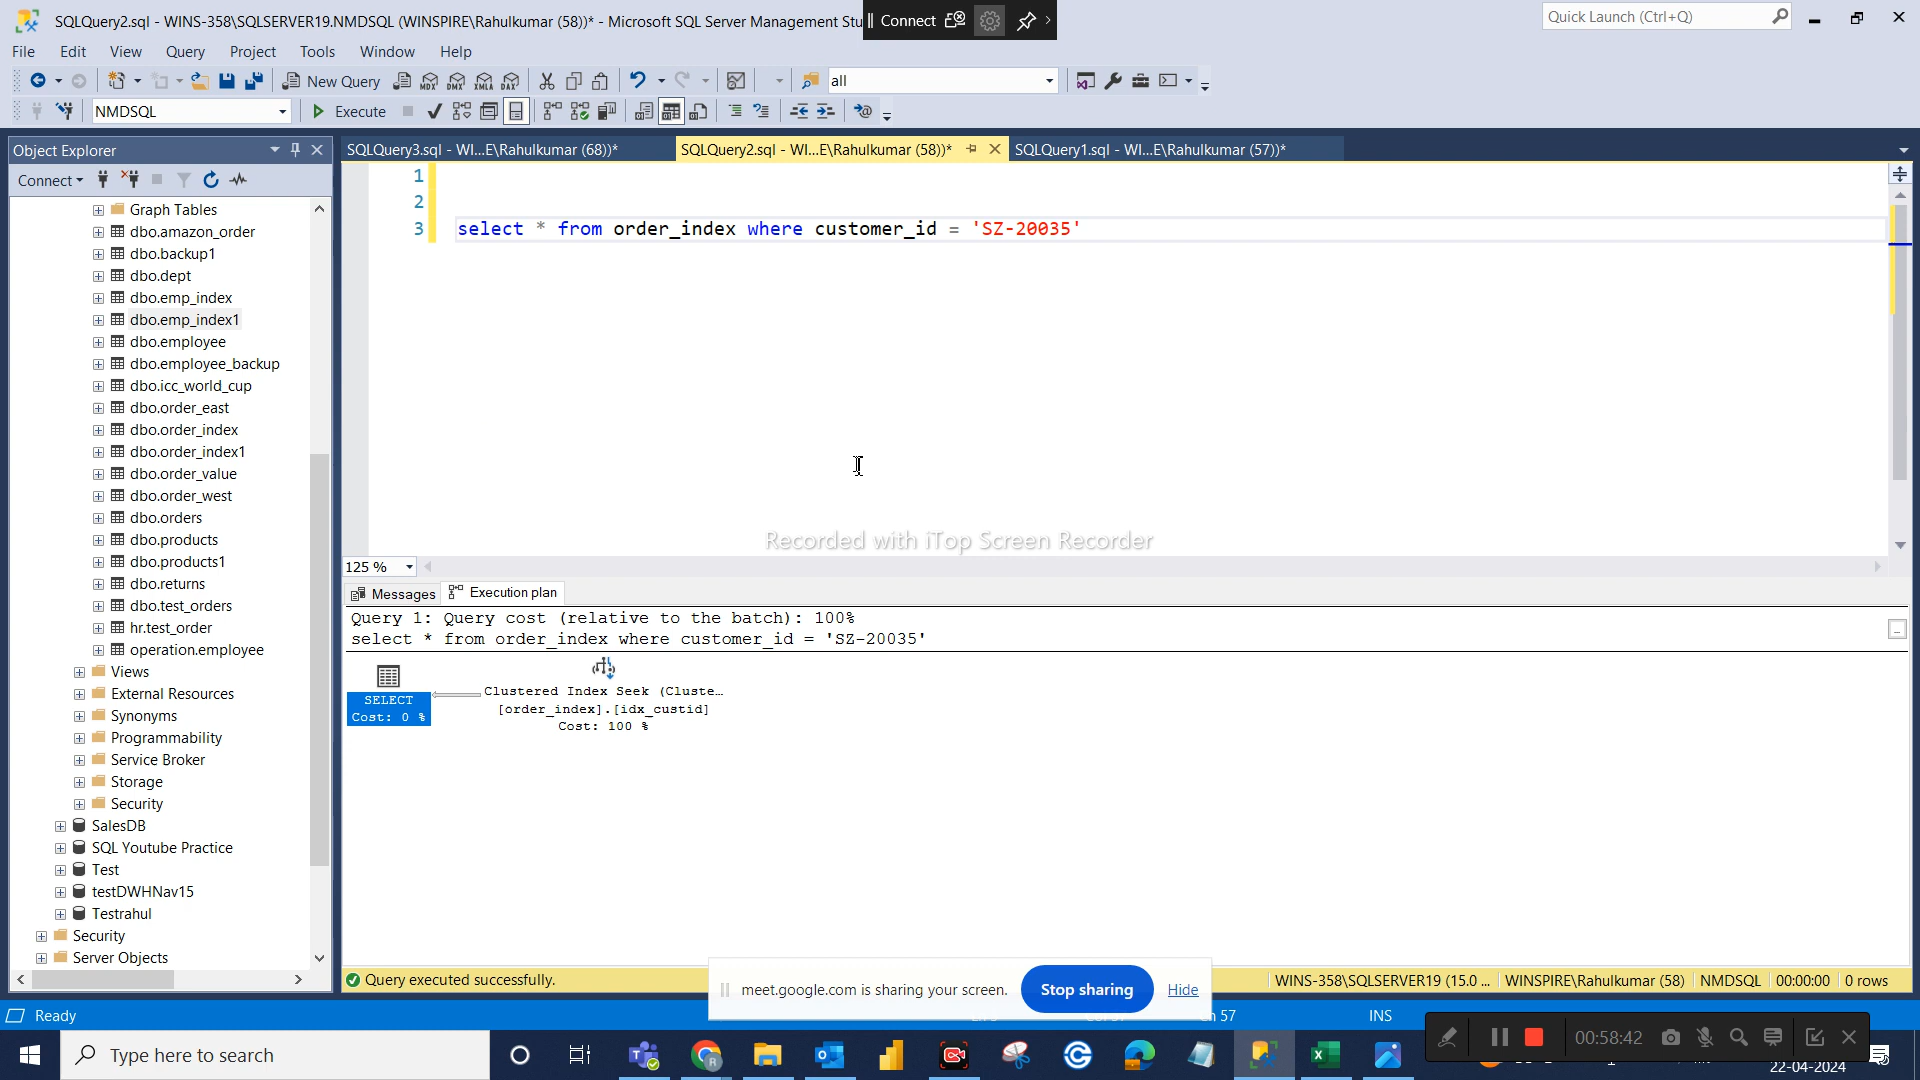 SQLQuery2.sql - WINS-358\SQLSERVER19.NMDSQL (WINSPIRE\Rahulkumar (58))* - Microsoft SQL Server Management Stu
Connect
Quick Launch (Ctrl+Q)
File Edit View Query Project Tools Window Help
New Query MDX DMX XMLA DAX all
NMDSQL Execute
Object Explorer
SQLQuery3.sql - WI...E\Rahulkumar (68))* SQLQuery2.sql - WI...E\Rahulkumar (58))* SQLQuery1.sql - WI...E\Rahulkumar (57))*
Connect
1
2
3 select * from order_index where customer_id = 'SZ-20035'
Graph Tables
dbo.amazon_order
dbo.backup1
dbo.dept
dbo.emp_index
dbo.emp_index1
dbo.employee
dbo.employee_backup
dbo.icc_world_cup
dbo.order_east
dbo.order_index
dbo.order_index1
dbo.order_value
dbo.order_west
dbo.orders
dbo.products
dbo.products1
dbo.returns
dbo.test_orders
hr.test_order
operation.employee
Views
External Resources
Synonyms
Programmability
Service Broker
Storage
Security
SalesDB
SQL Youtube Practice
Test
testDWHNav15
Testrahul
Security
Server Objects
Recorded with iTop Screen Recorder
125 %
Messages Execution plan
Query 1: Query cost (relative to the batch): 100%
select * from order_index where customer_id = 'SZ-20035'
SELECT
Cost: 0 %
Clustered Index Seek (Cluste...
[order_index].[idx_custid]
Cost: 100 %
Query executed successfully.
WINS-358\SQLSERVER19 (15.0 ... WINSPIRE\Rahulkumar (58) NMDSQL 00:00:00 0 rows
meet.google.com is sharing your screen. Stop sharing Hide
Ready
57
INS
Type here to search
00:58:42
22-04-2024